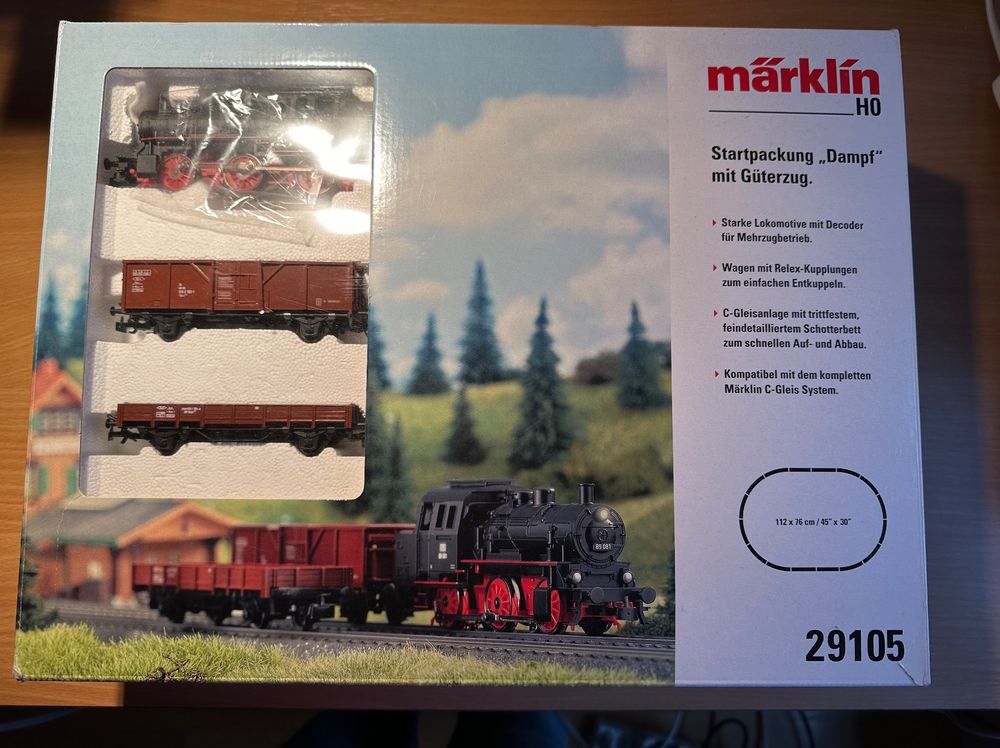 märklin
H0
Startpackung „Dampf“
mit Güterzug.
Starke Lokomotive mit Decoder
für Mehrzugbetrieb.
Wagen mit Relex-Kupplungen
zum einfachen Entkuppeln.
C-Gleisanlage mit trittfestem,
feindetailliertem Schotterbett
zum schnellen Auf- und Abbau.
Kompatibel mit dem kompletten
Märklin C-Gleis System.
112 x 76 cm / 45" x 30"
89 081
29105